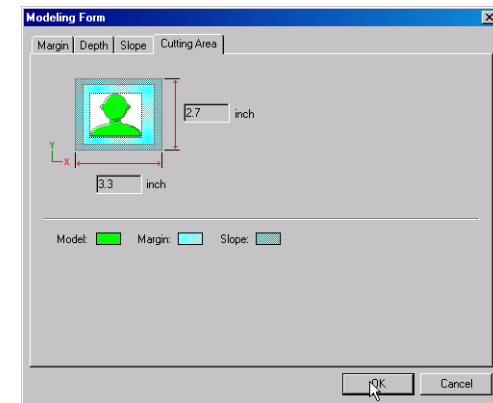 Modeling Form
Margin Depth Slope Cutting Area
2.7 inch
Y
X
3.3 inch
Model: Margin: Slope:
OK Cancel